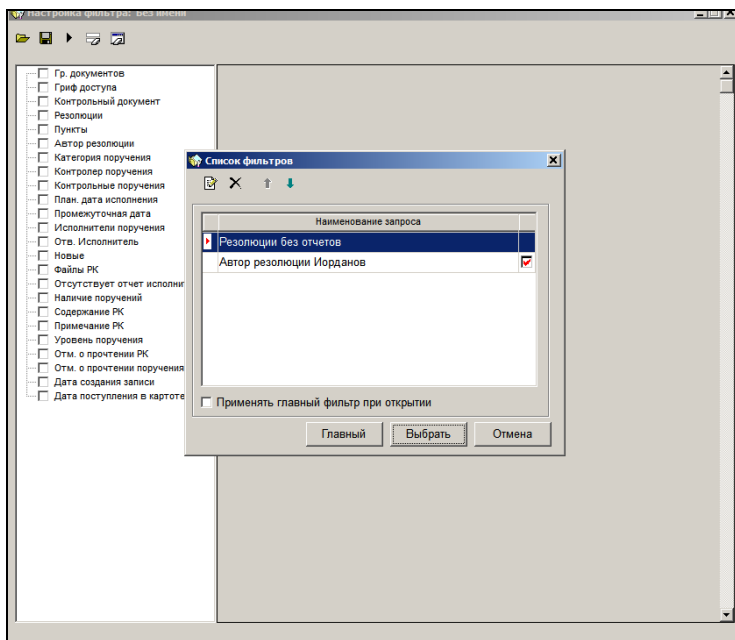 Настройка фильтра: Без имени
Гр. документов
Гриф доступа
Контрольный документ
Резолюции
Пункты
Автор резолюции
Категория поручения
Контролер поручения
Контрольные поручения
План. дата исполнения
Промежуточная дата
Исполнители поручения
Отв. Исполнитель
Новые
Файлы РК
Отсутствует отчет исполни
Наличие поручений
Содержание РК
Примечание РК
Уровень поручения
Отм. о прочтении РК
Отм. о прочтении поручения
Дата создания записи
Дата поступления в картоте
Список фильтров
Наименование запроса
Резолюции без отчетов
Автор резолюции Иорданов
Применять главный фильтр при открытии
Главный
Выбрать
Отмена